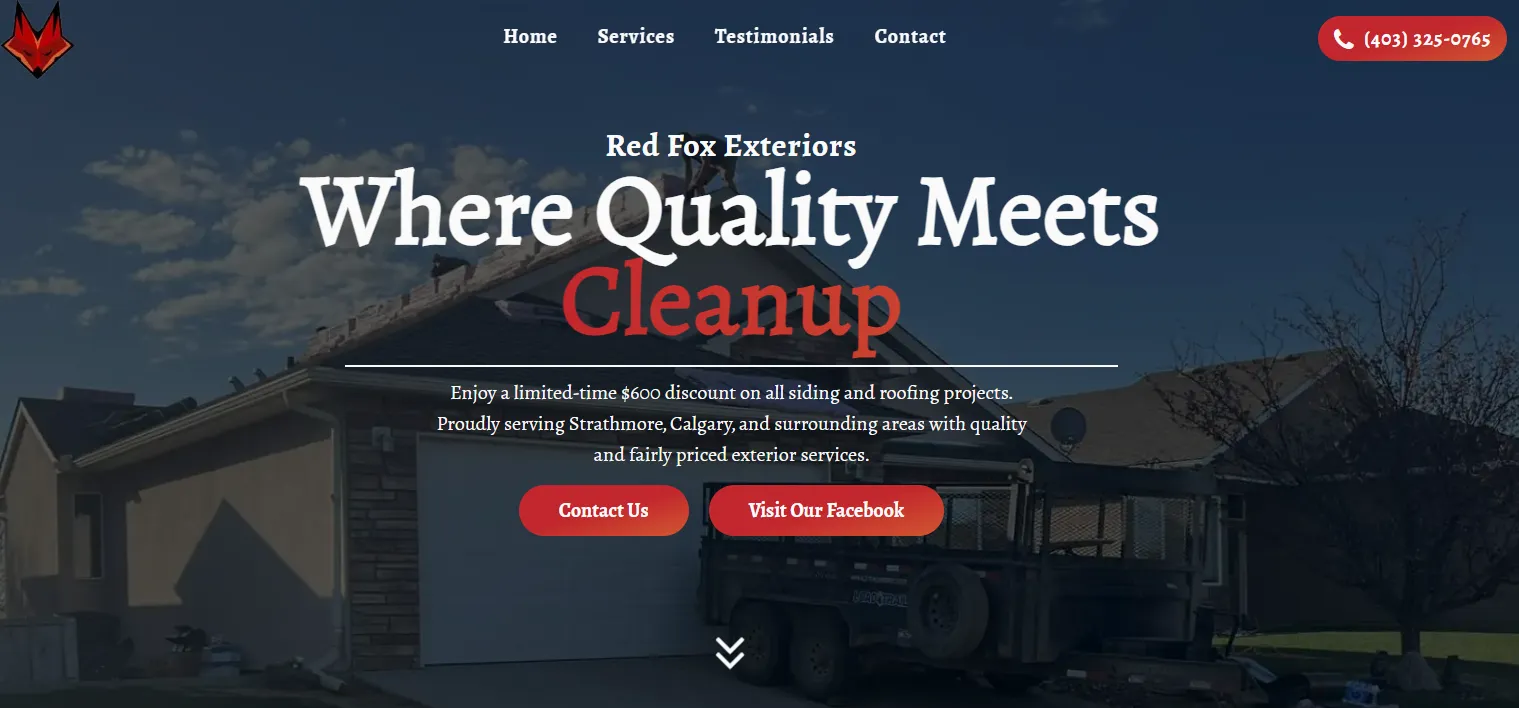 Home Services Testimonials Contact
(403) 325-0765
Red Fox Exteriors
Where Quality Meets
Cleanup
Enjoy a limited-time $600 discount on all siding and roofing projects.
Proudly serving Strathmore, Calgary, and surrounding areas with quality
and fairly priced exterior services.
Contact Us Visit Our Facebook
LOAD TRAIL